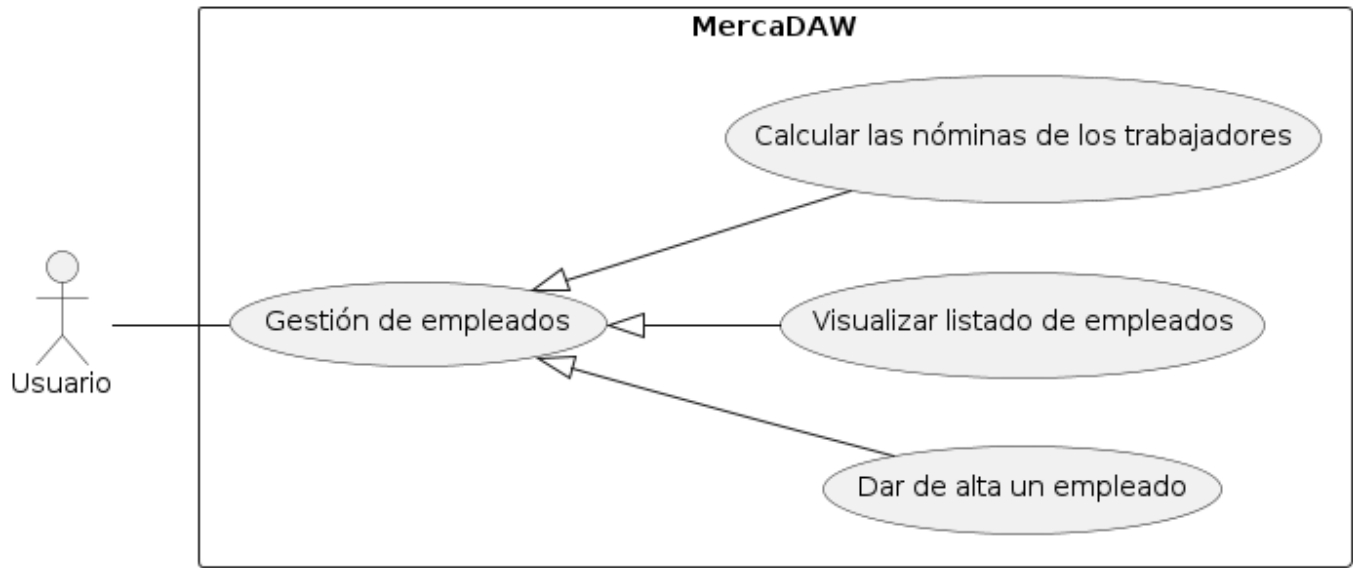 MercaDAW
Calcular las nóminas de los trabajadores
Gestión de empleados
Visualizar listado de empleados
Usuario
Dar de alta un empleado